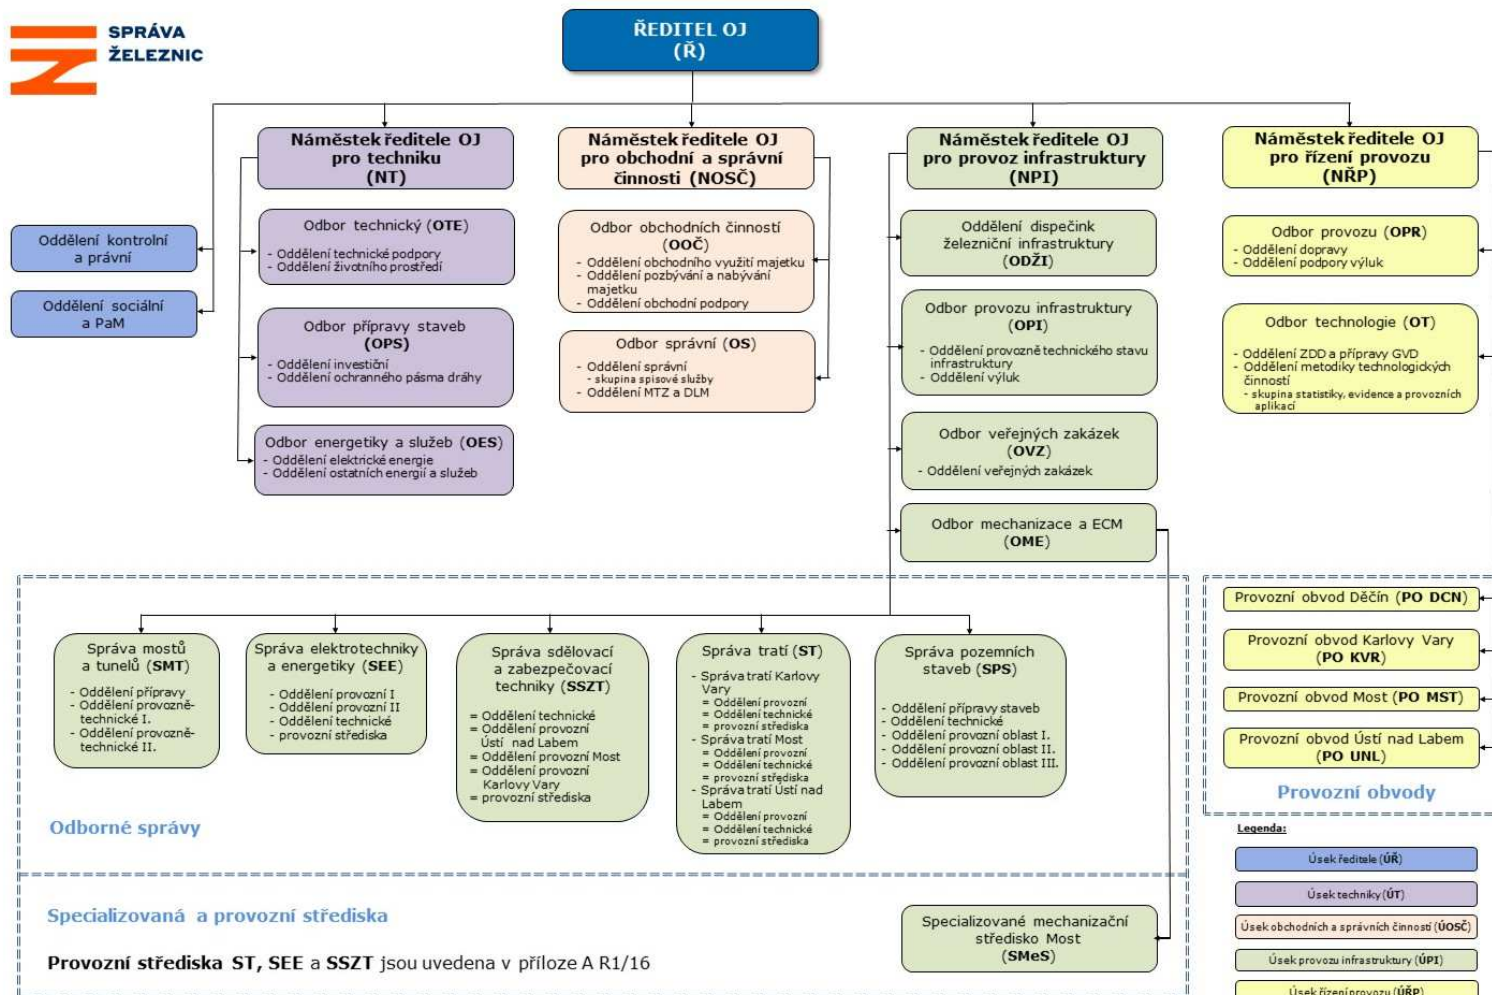 SPRÁVA
ŽELEZNIC
ŘEDITEL OJ
(Ř)
Oddělení kontrolní
a právní
Oddělení sociální
a PaM
Náměstek ředitele OJ
pro techniku
(NT)
Odbor technický (OTE)
- Oddělení technické podpory
- Oddělení životního prostředí
Odbor přípravy staveb
(OPS)
- Oddělení investiční
- Oddělení ochranného pásma dráhy
Odbor energetiky a služeb (OES)
- Oddělení elektrické energie
- Oddělení ostatních energií a služeb
Náměstek ředitele OJ
pro obchodní a správní
činnosti (NOSČ)
Odbor obchodních činností
(OOČ)
- Oddělení obchodního využití majetku
- Oddělení pozbývání a nabývání
majetku
- Oddělení obchodní podpory
Odbor správní (OS)
- Oddělení správní
- skupina spisové služby
- Oddělení MTZ a DLM
Náměstek ředitele OJ
pro provoz infrastruktury
(NPI)
Oddělení dispečink
železniční infrastruktury
(ODŽI)
Odbor provozu infrastruktury
(OPI)
- Oddělení provozně technického stavu
infrastruktury
- Oddělení výluk
Odbor veřejných zakázek
(OVZ)
- Oddělení veřejných zakázek
Odbor mechanizace a ECM
(OME)
Náměstek ředitele OJ
pro řízení provozu
(NŘP)
Odbor provozu (OPR)
- Oddělení dopravy
- Oddělení podpory výluk
Odbor technologie (OT)
- Oddělení ZDD a přípravy GVD
- Oddělení metodiky technologických
činností
- skupina statistiky, evidence a provozních
aplikací
Správa mostů
a tunelů (SMT)
- Oddělení přípravy
- Oddělení provozně-
technické I.
- Oddělení provozně-
technické II.
Správa elektrotechniky
a energetiky (SEE)
- Oddělení provozní I
- Oddělení provozní II
- Oddělení technické
- provozní střediska
Správa sdělovací
a zabezpečovací
techniky (SSZT)
= Oddělení technické
= Oddělení provozní
Ústí nad Labem
= Oddělení provozní Most
= Oddělení provozní
Karlovy Vary
= provozní střediska
Správa tratí (ST)
- Správa tratí Karlovy
Vary
= Oddělení provozní
= Oddělení technické
= provozní střediska
- Správa tratí Most
= Oddělení provozní
= Oddělení technické
= provozní střediska
- Správa tratí Ústí nad
Labem
= Oddělení provozní
= Oddělení technické
= provozní střediska
Správa pozemních
staveb (SPS)
- Oddělení přípravy staveb
- Oddělení technické
- Oddělení provozní oblast I.
- Oddělení provozní oblast II.
- Oddělení provozní oblast III.
Odborné správy
Provozní obvod Děčín (PO DCN)
Provozní obvod Karlovy Vary
(PO KVR)
Provozní obvod Most (PO MST)
Provozní obvod Ústí nad Labem
(PO UNL)
Provozní obvody
Specializovaná a provozní střediska
Provozní střediska ST, SEE a SSZT jsou uvedena v příloze A R1/16
Specializované mechanizační
středisko Most
(SMeS)
Legenda:
Úsek ředitele (ÚŘ)
Úsek techniky (ÚT)
Úsek obchodních a správních činností (ÚOSČ)
Úsek provozu infrastruktury (ÚPI)
Úsek řízení provozu (ÚŘP)